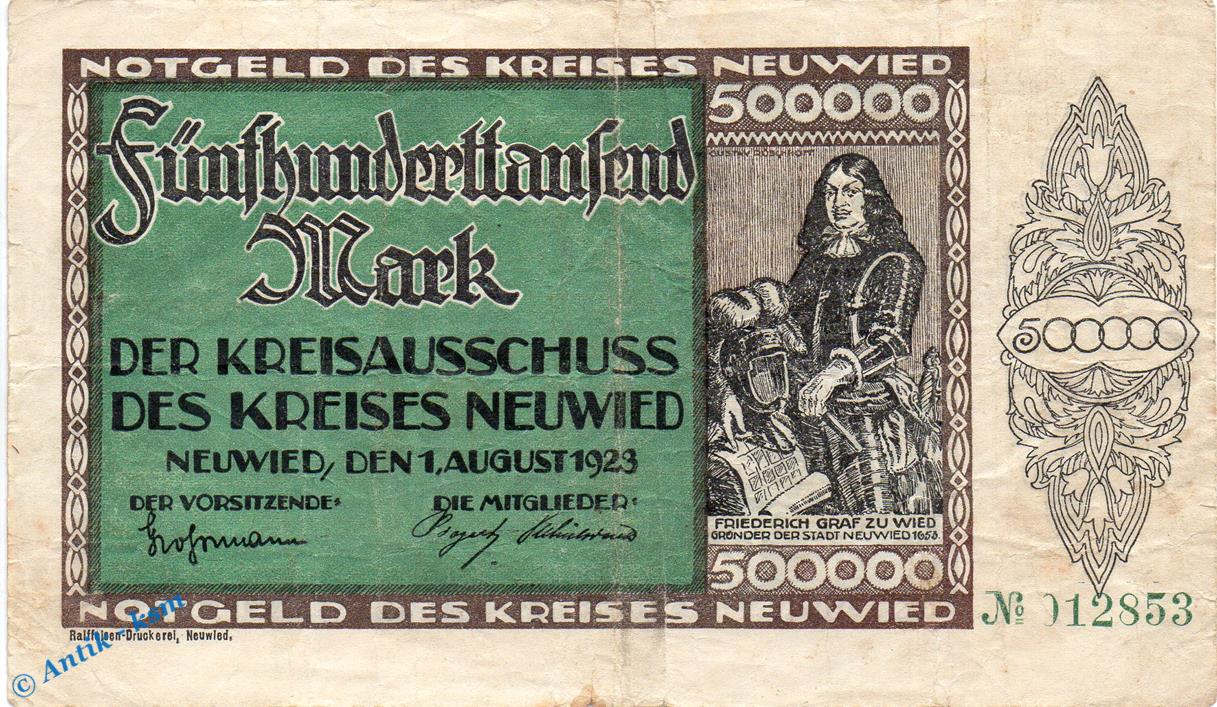 NOTGELD DES KREISES NEUWIED
500000
Fünfhunderttausend
Mark
DER KREISAUSSCHUSS
DES KREISES NEUWIED
NEUWIED, DEN 1. AUGUST 1923
DER VORSITZENDE:
DIE MITGLIEDER:
FRIEDERICH GRAF ZU WIED
GRÜNDER DER STADT NEUWIED 1653.
500000
500000
NOTGELD DES KREISES NEUWIED
№ 012853
Raiffeisen-Druckerei, Neuwied.
© Antik - ksm